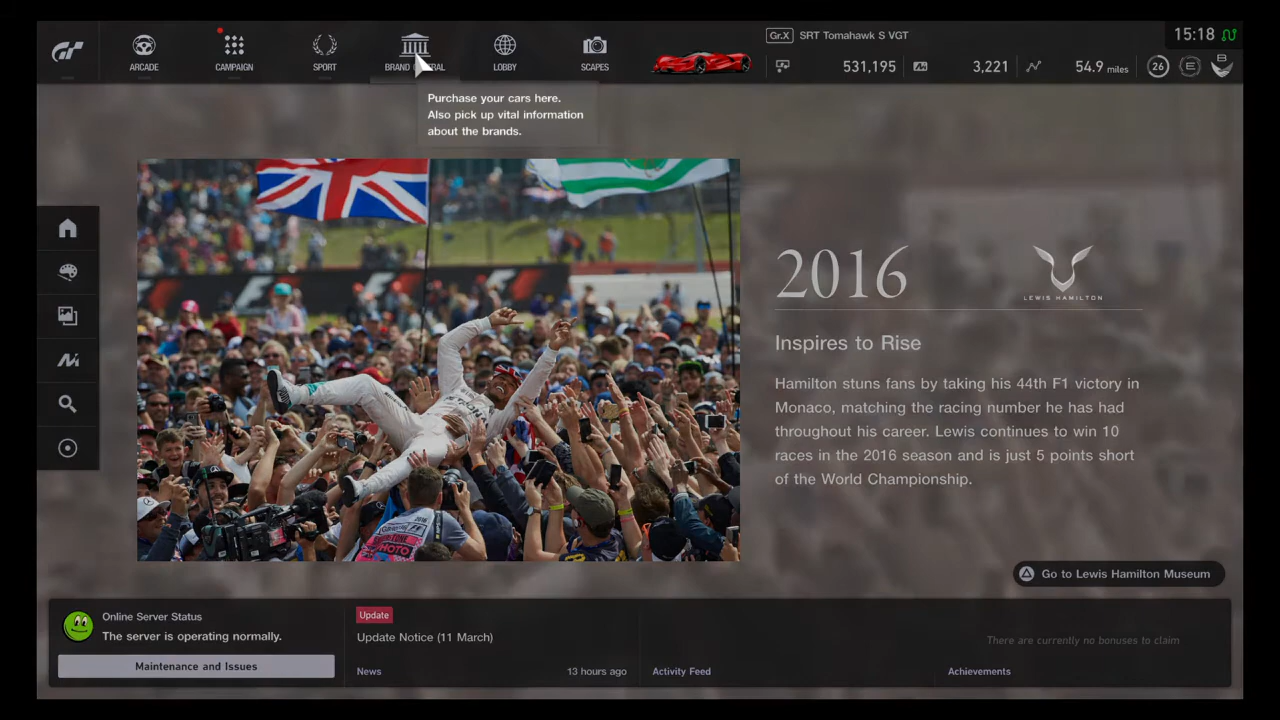 Gr.X SRT Tomahawk S VGT
15:18
ARCADE
CAMPAIGN
SPORT
BRAND CENTRAL
LOBBY
SCAPES
531,195
3,221
54.9 miles
26
E
B
Purchase your cars here.
Also pick up vital information
about the brands.
2016
LEWIS HAMILTON
Inspires to Rise
Hamilton stuns fans by taking his 44th F1 victory in
Monaco, matching the racing number he has had
throughout his career. Lewis continues to win 10
races in the 2016 season and is just 5 points short
of the World Championship.
PHOTO
Go to Lewis Hamilton Museum
Online Server Status
The server is operating normally.
Maintenance and Issues
Update
Update Notice (11 March)
News
13 hours ago
Activity Feed
There are currently no bonuses to claim
Achievements